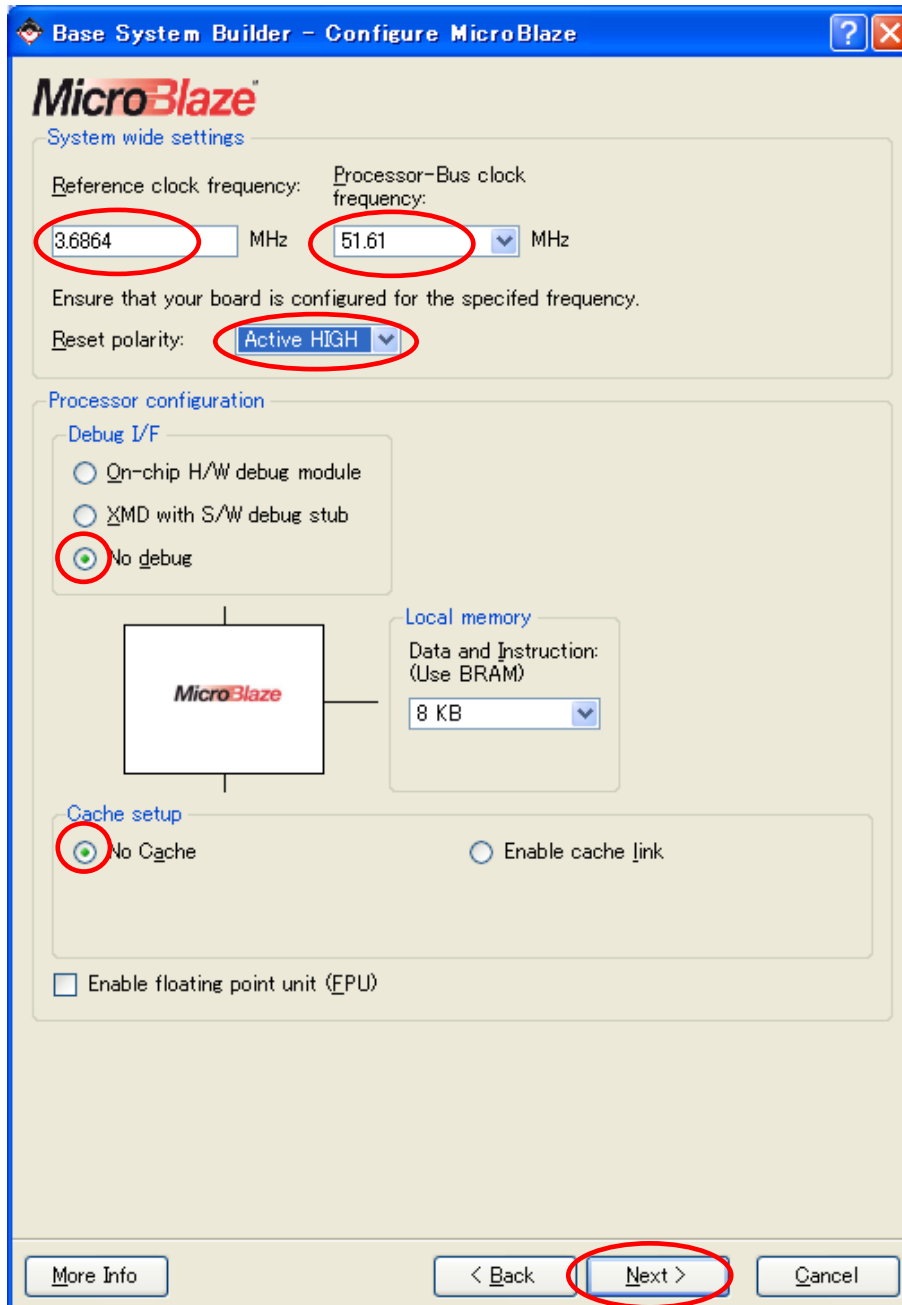 Base System Builder - Configure MicroBlaze
MicroBlaze
System wide settings
Reference clock frequency:
Processor-Bus clock
frequency:
3.6864 MHz
51.61 MHz
Ensure that your board is configured for the specifed frequency.
Reset polarity: Active HIGH
Processor configuration
Debug I/F
On-chip H/W debug module
XMD with S/W debug stub
No debug
Local memory
Data and Instruction:
(Use BRAM)
8 KB
MicroBlaze
Cache setup
No Cache
Enable cache link
Enable floating point unit (FPU)
More Info
< Back
Next >
Cancel